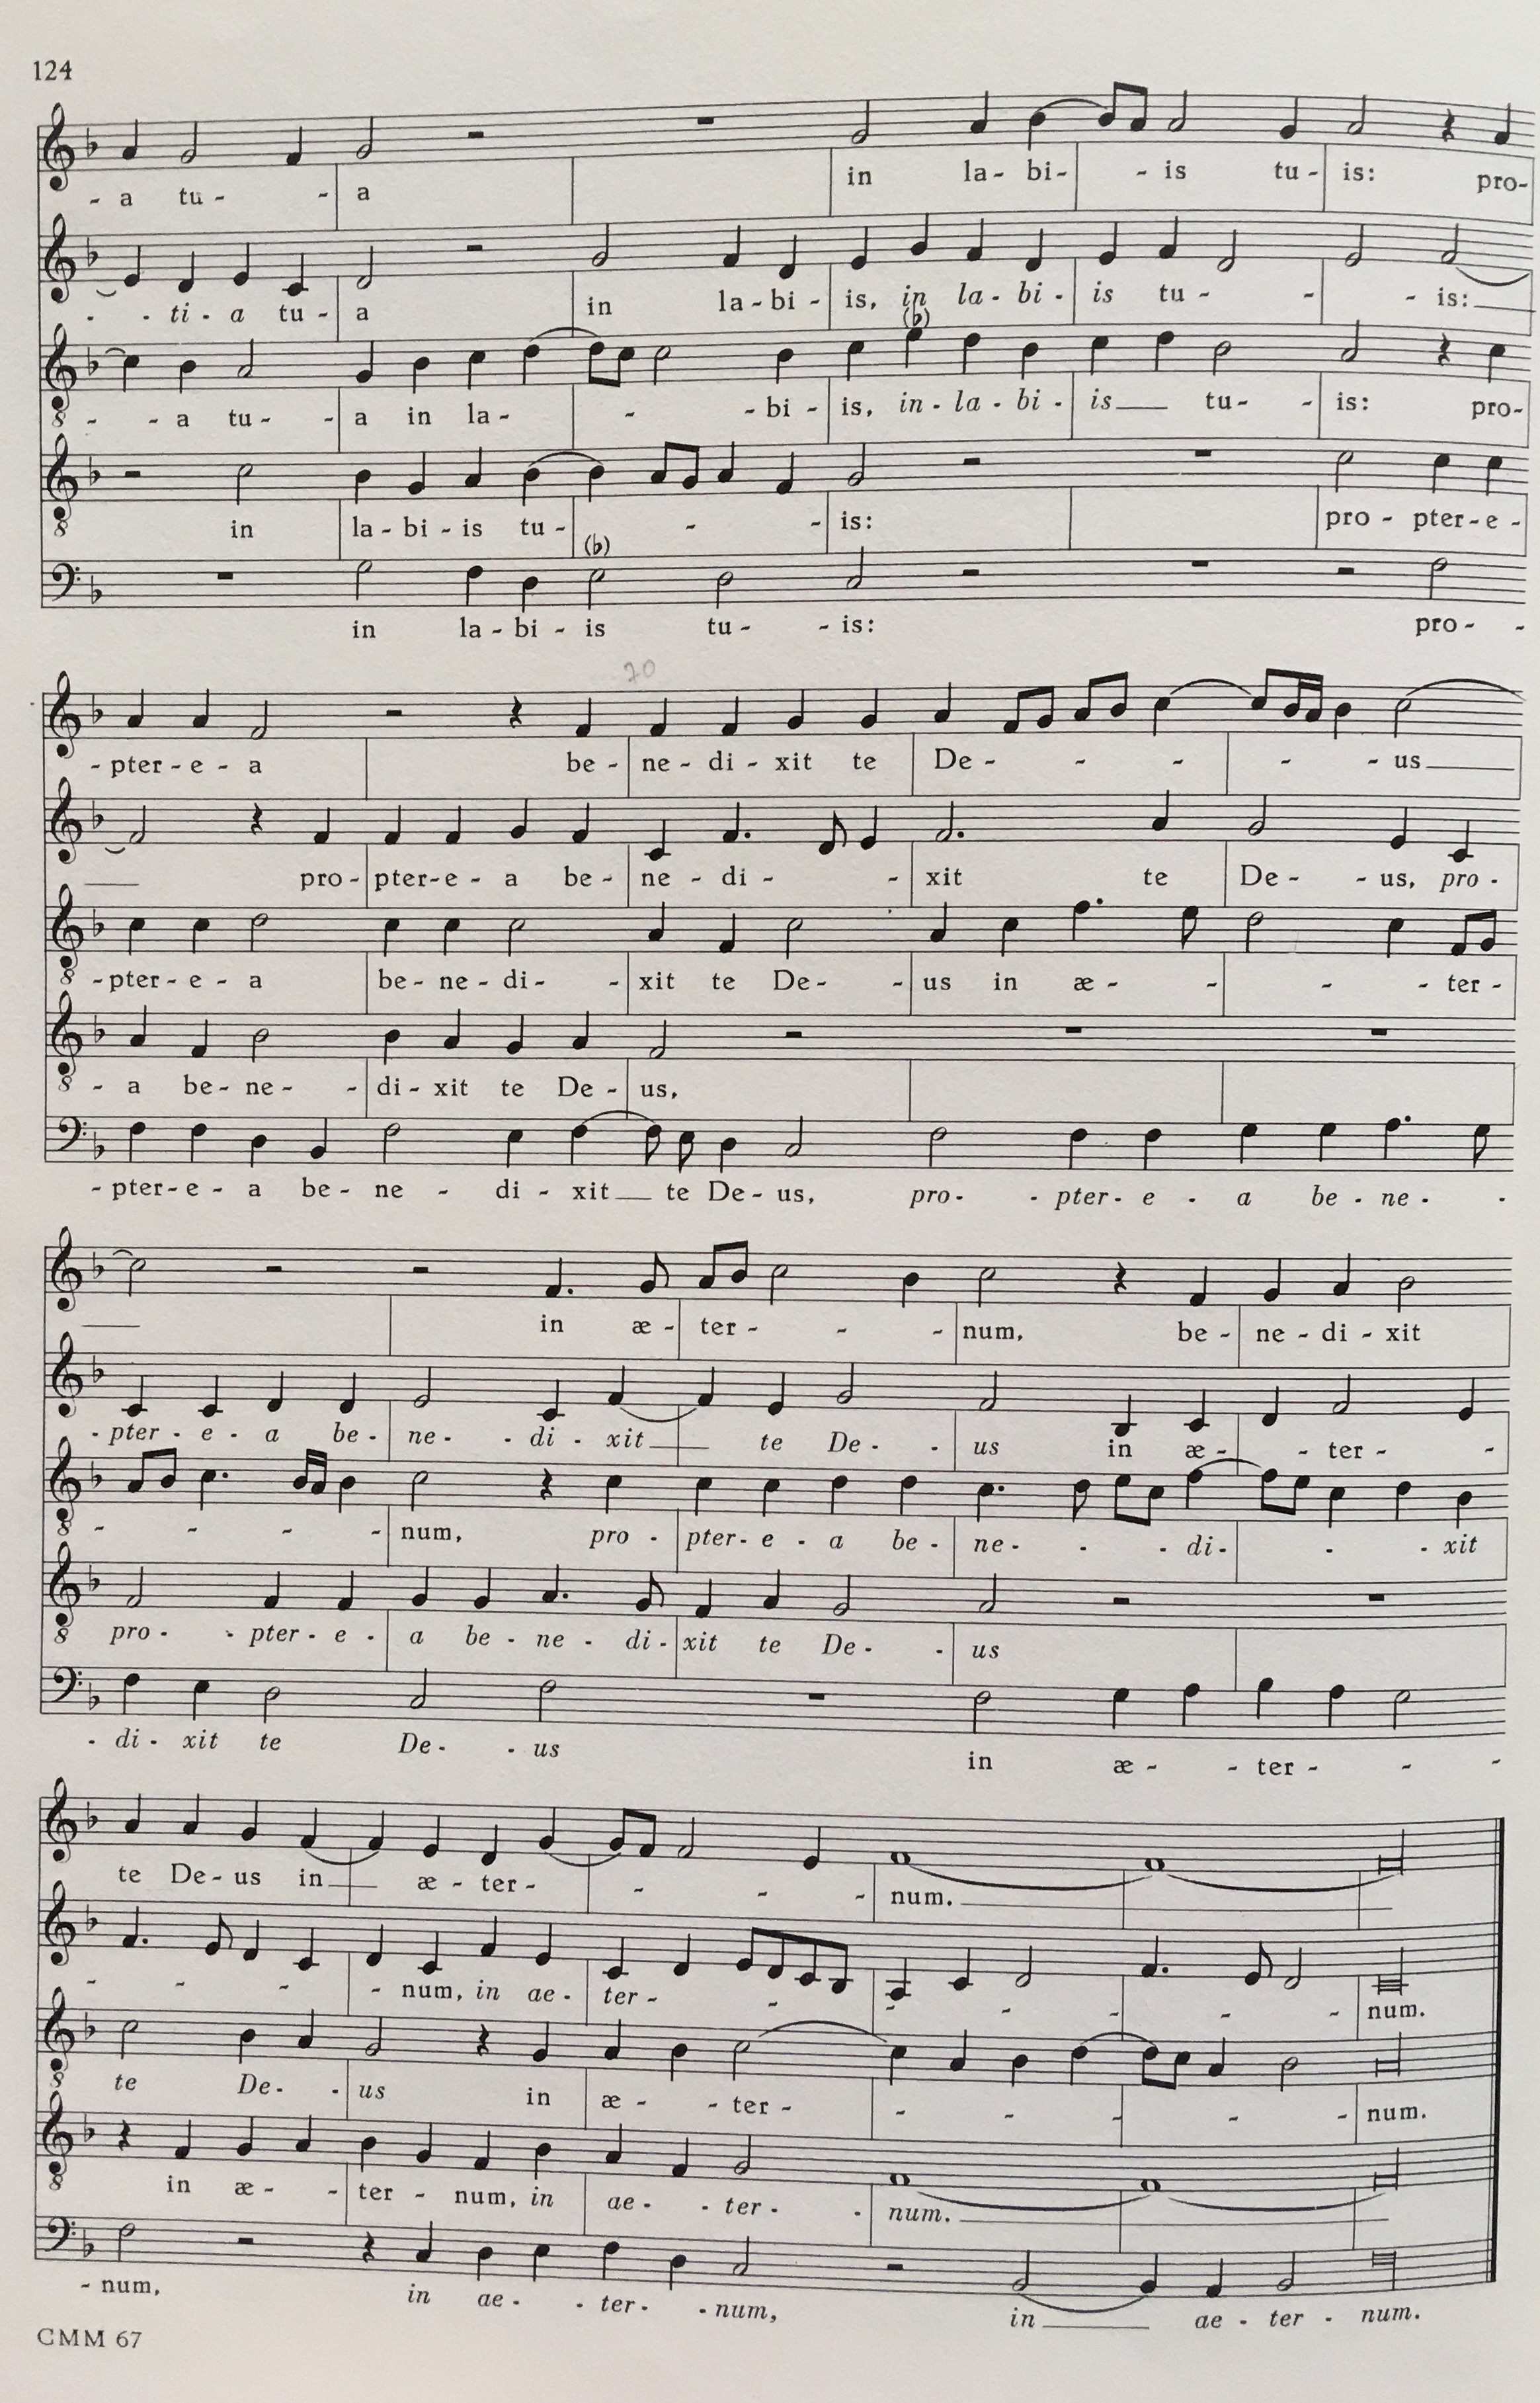 124
- a tu - - a in la - bi - - is tu - is: pro -
- - ti - a tu - a in la - bi - is, in la - bi - is tu - - - is:
(b)
8 - - a tu - - a in la - - - bi - is, in - la - bi - is tu - - is: pro -
8 in la - bi - is tu - - - is: pro - pter - e -
(b)
in la - bi - is tu - - is: pro - -
20
- pter - e - a be - ne - di - xit te De - - - - - us
pro - pter - e - a be - ne - di - - xit te De - - us, pro -
8 - pter - e - a be - ne - di - - xit te De - - us in æ - - - - ter -
8 - a be - ne - - di - xit te De - us,
- pter - e - a be - ne - di - xit te De - us, pro - - pter - e - a be - ne - -
in æ - ter - - - num, be - ne - di - xit
- pter - e - a be - ne - - di - xit te De - - us in æ - - ter - -
8 - - - - num, pro - pter - e - a be - ne - - - di - - - xit
8 pro - - pter - e - a be - ne - di - xit te De - - us
- di - xit te De - - us in æ - - ter - - -
te De - us in æ - ter - - - - num.
- - - - num, in ae - ter - - - - - - - num.
8 te De - - us in æ - - ter - - - - - - num.
8 in æ - - ter - num, in ae - - ter - - num.
- num, in ae - - ter - - num, in ae - ter - num.
CMM 67